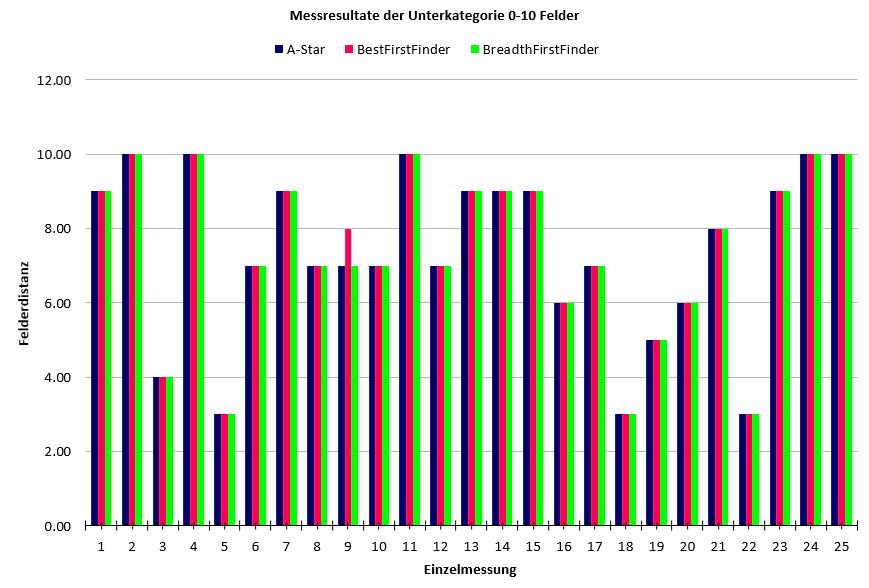 Messresultate der Unterkategorie 0-10 Felder
A-Star BestFirstFinder BreadthFirstFinder
12.00
10.00
8.00
6.00
4.00
2.00
0.00
Felderdistanz
1 2 3 4 5 6 7 8 9 10 11 12 13 14 15 16 17 18 19 20 21 22 23 24 25
Einzelmessung